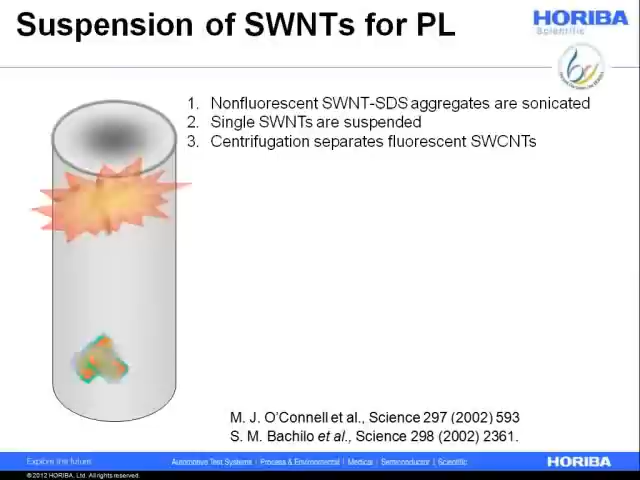 Suspension of SWNTs for PL
HORIBA
Scientific
1. Nonfluorescent SWNT-SDS aggregates are sonicated
2. Single SWNTs are suspended
3. Centrifugation separates fluorescent SWCNTs
M. J. O'Connell et al., Science 297 (2002) 593
S. M. Bachilo et al., Science 298 (2002) 2361.
Explore the future
Automotive Test Systems | Process & Environmental | Medical | Semiconductor | Scientific
HORIBA
© 2012 HORIBA, Ltd. All rights reserved.